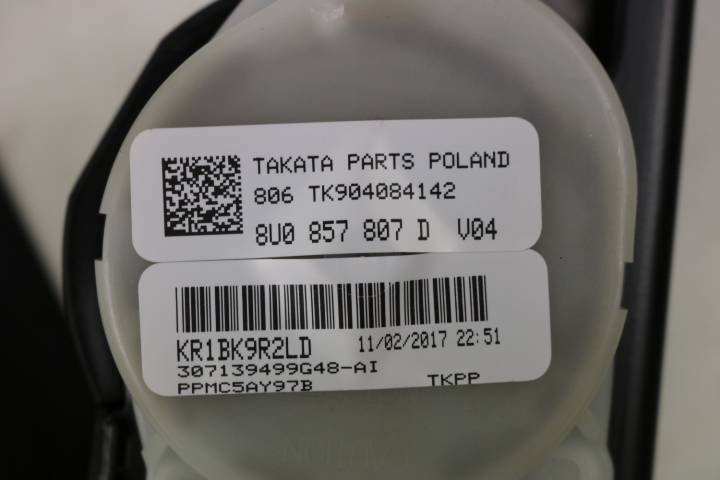 TAKATA PARTS POLAND
806 TK904084142
8U0 857 807 D V04
KR1BK9R2LD 11/02/2017 22:51
307139499G48-AI
PPMC5AY97B TKPP